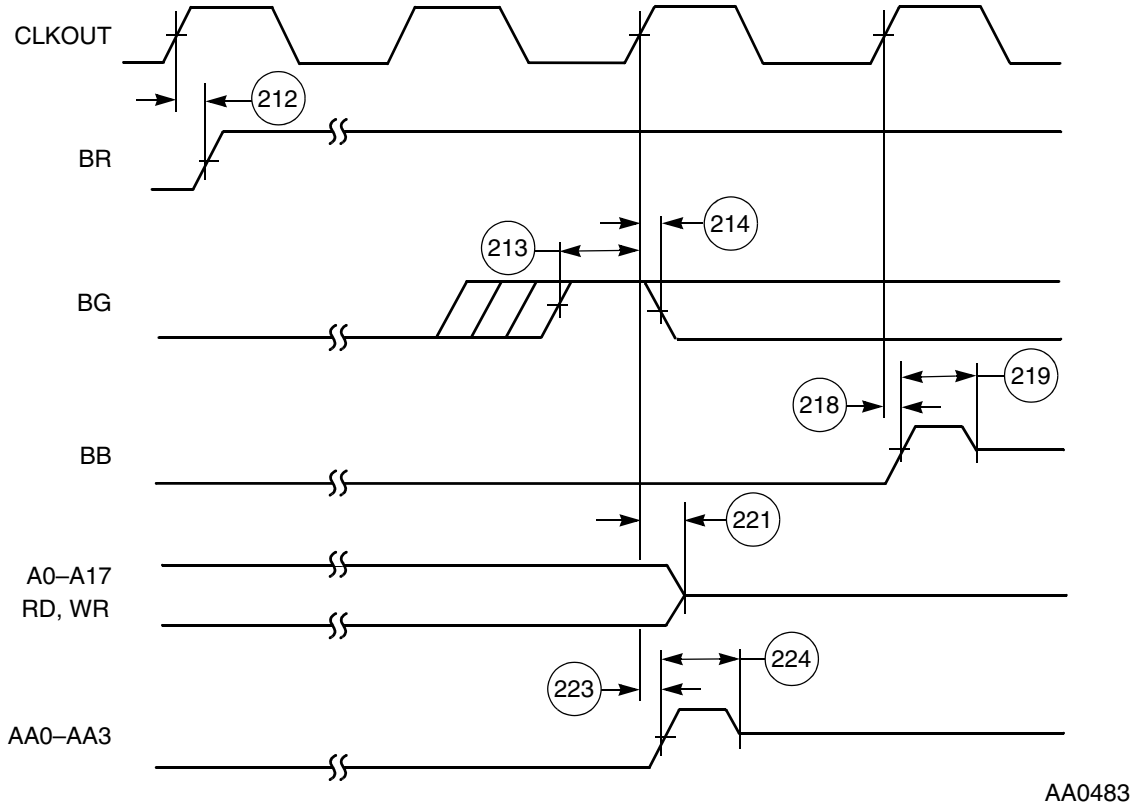 CLKOUT
212
BR
214
213
BG
219
218
BB
221
A0–A17
RD, WR
224
223
AA0–AA3
AA0483